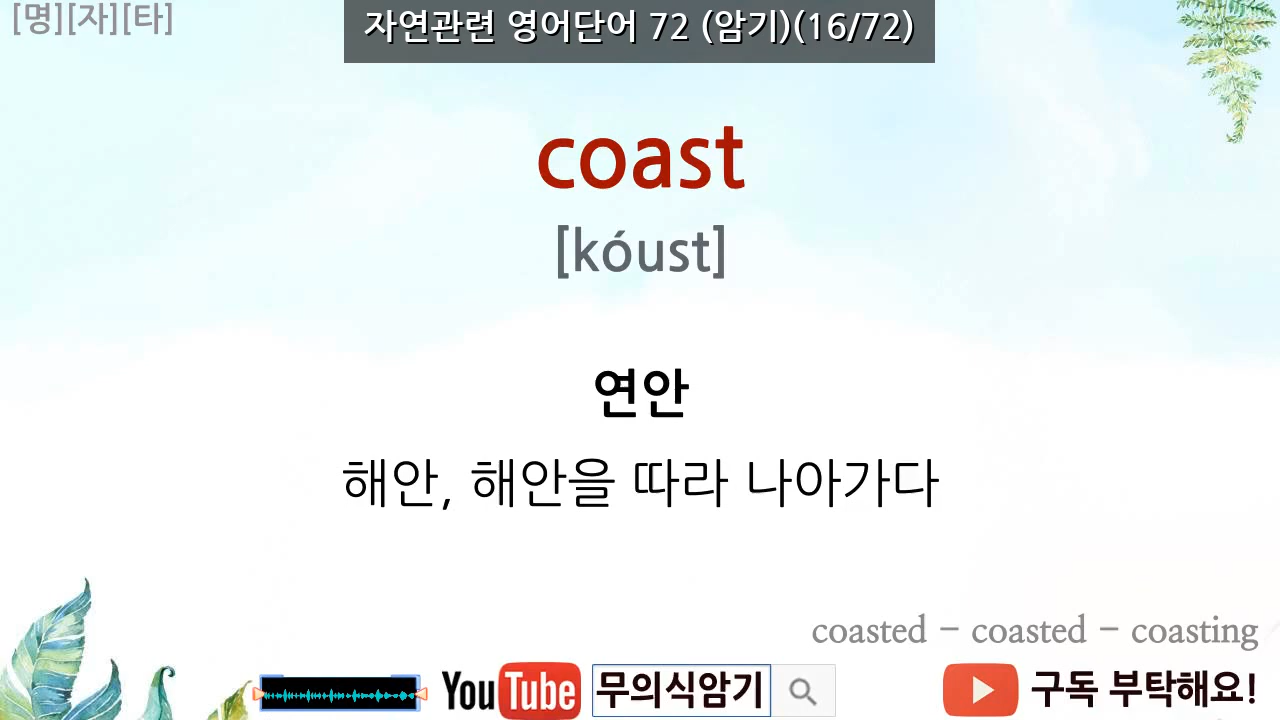 [명][자][타]
자연관련 영어단어 72 (암기)(16/72)
coast
[kóust]
연안
해안, 해안을 따라 나아가다
coasted - coasted - coasting
YouTube 무의식암기 구독 부탁해요!